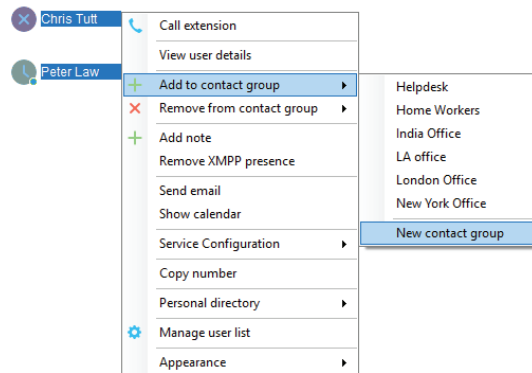 Chris Tutt
Peter Law
Call extension
View user details
Add to contact group
Remove from contact group
Add note
Remove XMPP presence
Send email
Show calendar
Service Configuration
Copy number
Personal directory
Manage user list
Appearance
Helpdesk
Home Workers
India Office
LA office
London Office
New York Office
New contact group